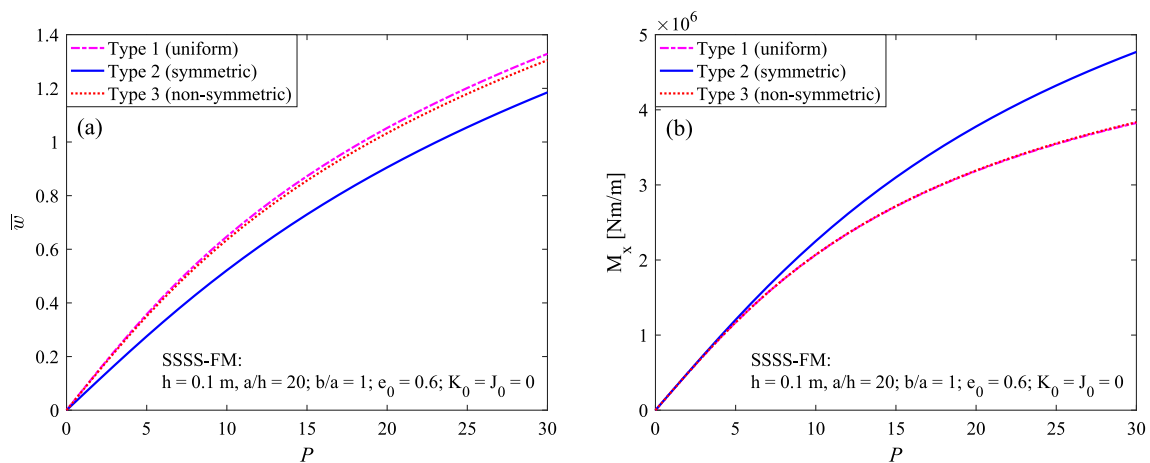 1.4
1.2
1
0.8
0.6
0.4
0.2
0
0 5 10 15 20 25 30
w̅
P
Type 1 (uniform)
Type 2 (symmetric)
Type 3 (non-symmetric)
(a)
SSSS-FM:
h = 0.1 m, a/h = 20; b/a = 1; e₀ = 0.6; K₀ = J₀ = 0
×10⁶
5
4
3
2
1
0
0 5 10 15 20 25 30
Mₓ [Nm/m]
P
Type 1 (uniform)
Type 2 (symmetric)
Type 3 (non-symmetric)
(b)
SSSS-FM:
h = 0.1 m, a/h = 20; b/a = 1; e₀ = 0.6; K₀ = J₀ = 0